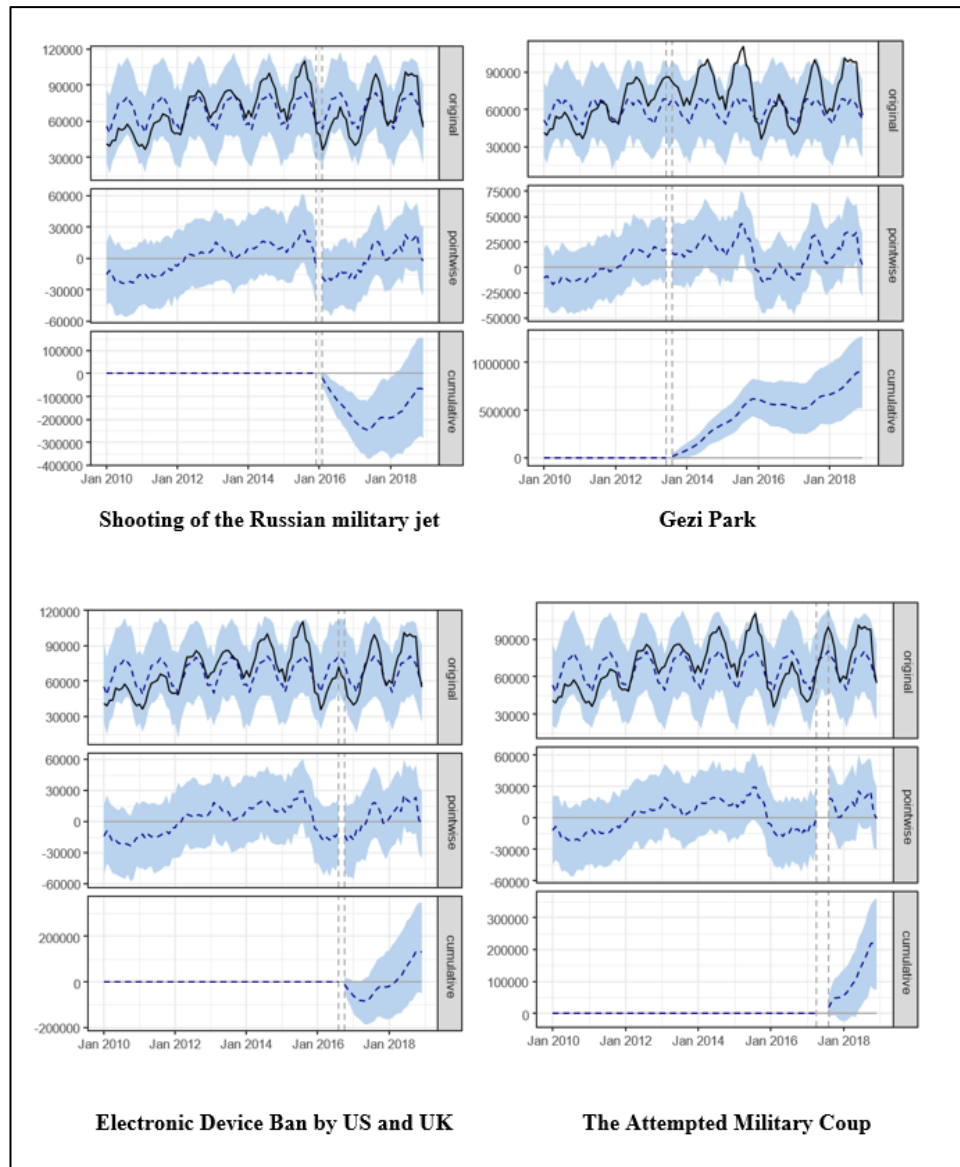 120000
90000
60000
30000
original
60000
30000
0
-30000
-60000
pointwise
100000
0
-100000
-200000
-300000
-400000
cumulative
Jan 2010 Jan 2012 Jan 2014 Jan 2016 Jan 2018
Shooting of the Russian military jet
90000
60000
30000
original
75000
50000
25000
0
-25000
-50000
pointwise
1000000
500000
0
cumulative
Jan 2010 Jan 2012 Jan 2014 Jan 2016 Jan 2018
Gezi Park
120000
90000
60000
30000
original
60000
30000
0
-30000
-60000
pointwise
200000
0
-200000
cumulative
Jan 2010 Jan 2012 Jan 2014 Jan 2016 Jan 2018
Electronic Device Ban by US and UK
90000
60000
30000
original
60000
30000
0
-30000
-60000
pointwise
300000
200000
100000
0
cumulative
Jan 2010 Jan 2012 Jan 2014 Jan 2016 Jan 2018
The Attempted Military Coup